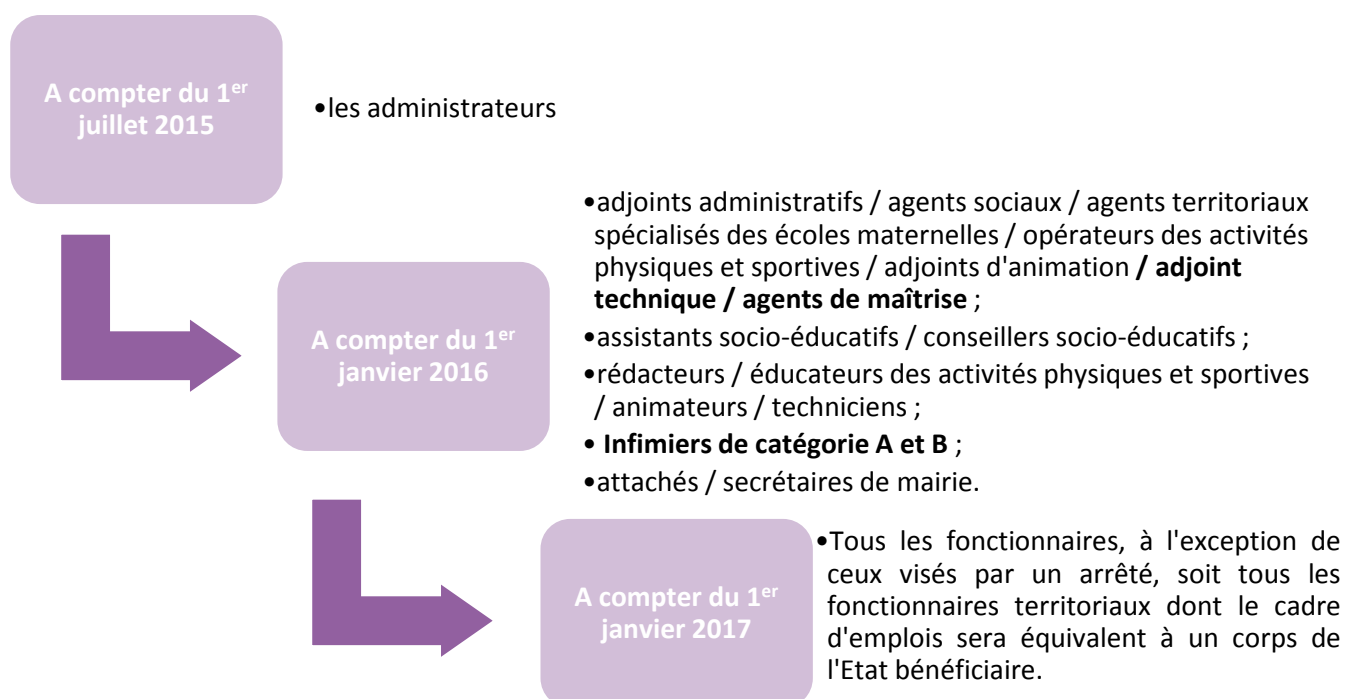 A compter du 1er
juillet 2015
•les administrateurs
A compter du 1er
janvier 2016
•adjoints administratifs / agents sociaux / agents territoriaux
spécialisés des écoles maternelles / opérateurs des activités
physiques et sportives / adjoints d'animation / adjoint
technique / agents de maîtrise ;
•assistants socio-éducatifs / conseillers socio-éducatifs ;
•rédacteurs / éducateurs des activités physiques et sportives
/ animateurs / techniciens ;
• Infimiers de catégorie A et B ;
•attachés / secrétaires de mairie.
A compter du 1er
janvier 2017
•Tous les fonctionnaires, à l'exception de
ceux visés par un arrêté, soit tous les
fonctionnaires territoriaux dont le cadre
d'emplois sera équivalent à un corps de
l'Etat bénéficiaire.